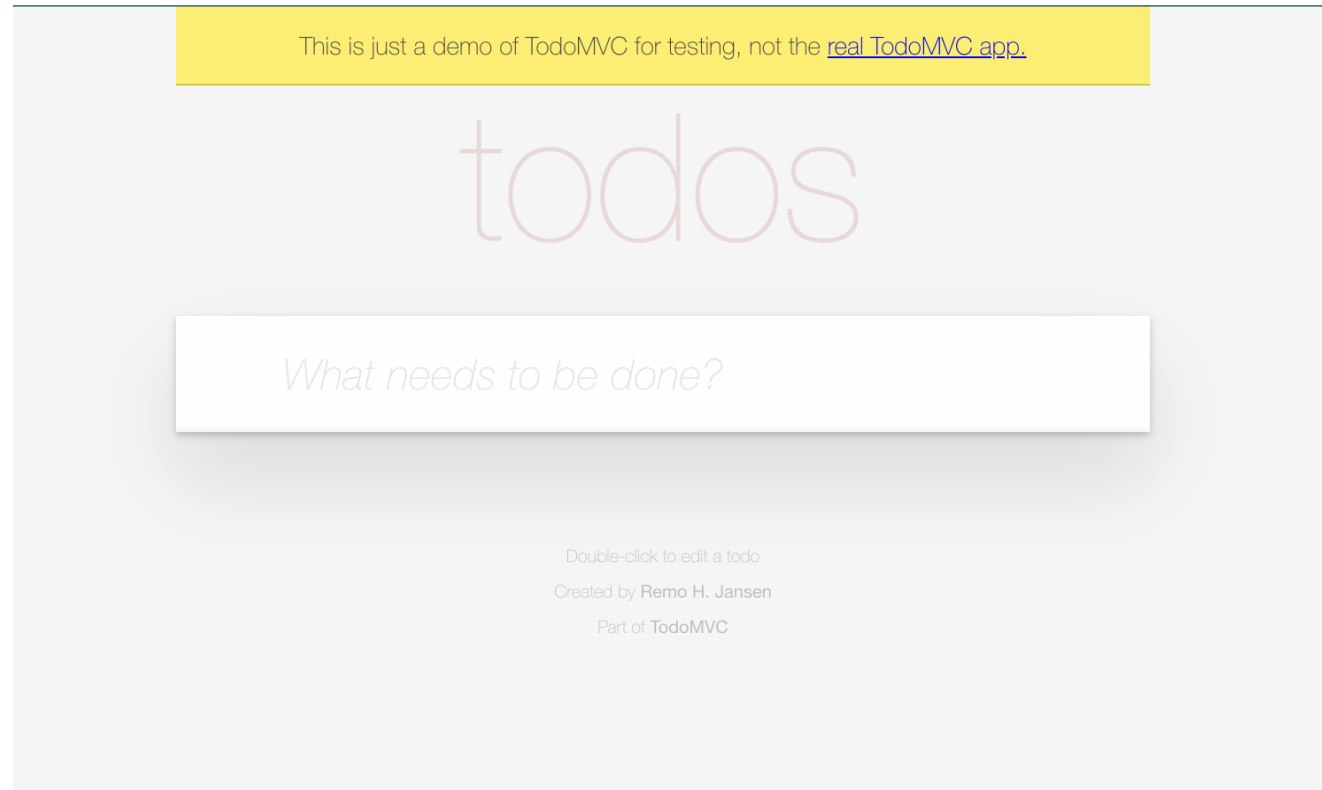 This is just a demo of TodoMVC for testing, not the real TodoMVC app.
todos
What needs to be done?
Double-click to edit a todo
Created by Remo H. Jansen
Part of TodoMVC